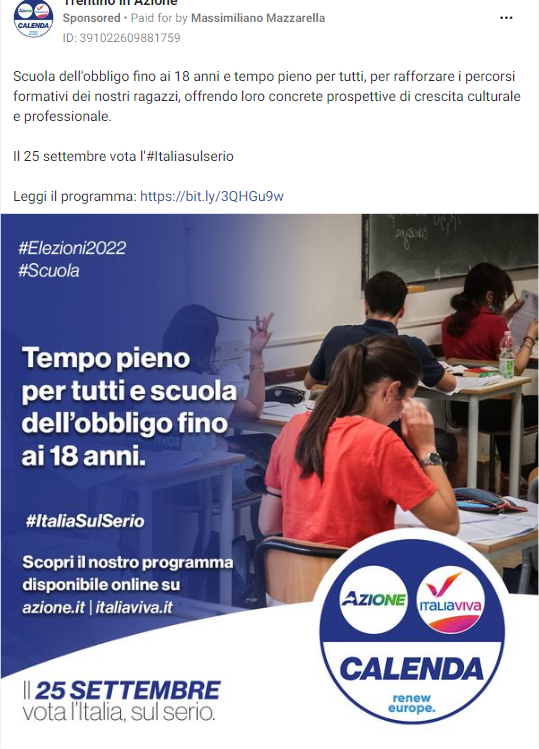 Trentino in Azione
Sponsored • Paid for by Massimiliano Mazzarella
ID: 391022609881759
Scuola dell'obbligo fino ai 18 anni e tempo pieno per tutti, per rafforzare i percorsi
formativi dei nostri ragazzi, offrendo loro concrete prospettive di crescita culturale
e professionale.
Il 25 settembre vota l'#Italiasulserio
Leggi il programma: https://bit.ly/3QHGu9w
#Elezioni2022
#Scuola
Tempo pieno
per tutti e scuola
dell'obbligo fino
ai 18 anni.
#ItaliaSulSerio
Scopri il nostro programma
disponibile online su
azione.it | italiaviva.it
Il 25 SETTEMBRE
vota l'Italia, sul serio.
AZIONE
ITALIAVIVA
CALENDA
renew
europe.